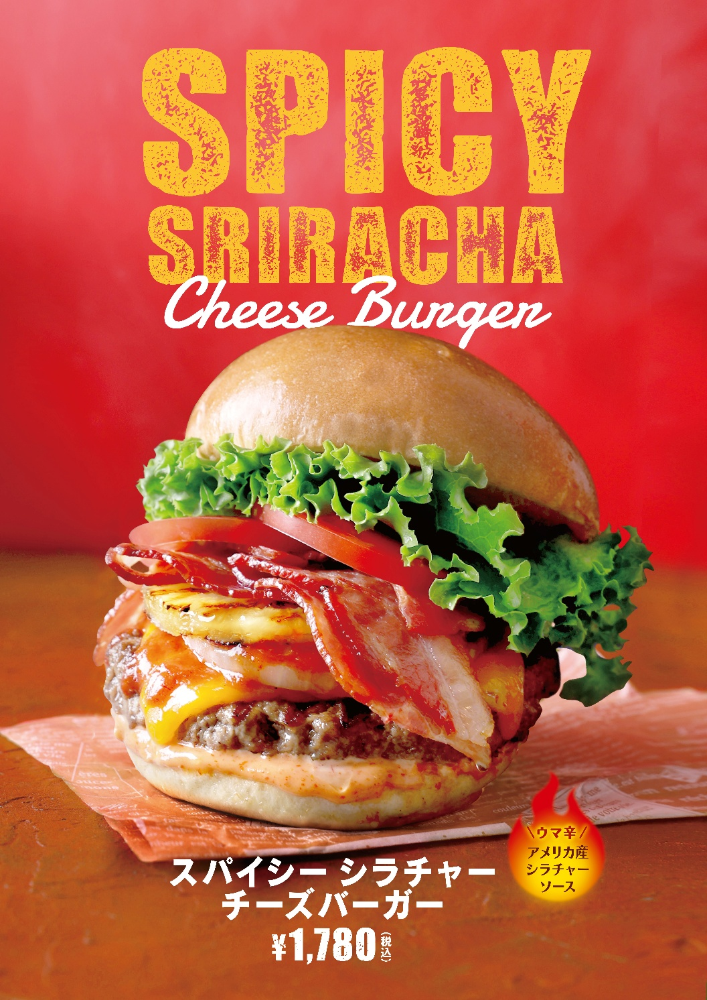 SPICY
SRIRACHA
Cheese Burger
\ウマ辛/
アメリカ産
シラチャー
ソース
スパイシー シラチャー
チーズバーガー
¥1,780(税込)